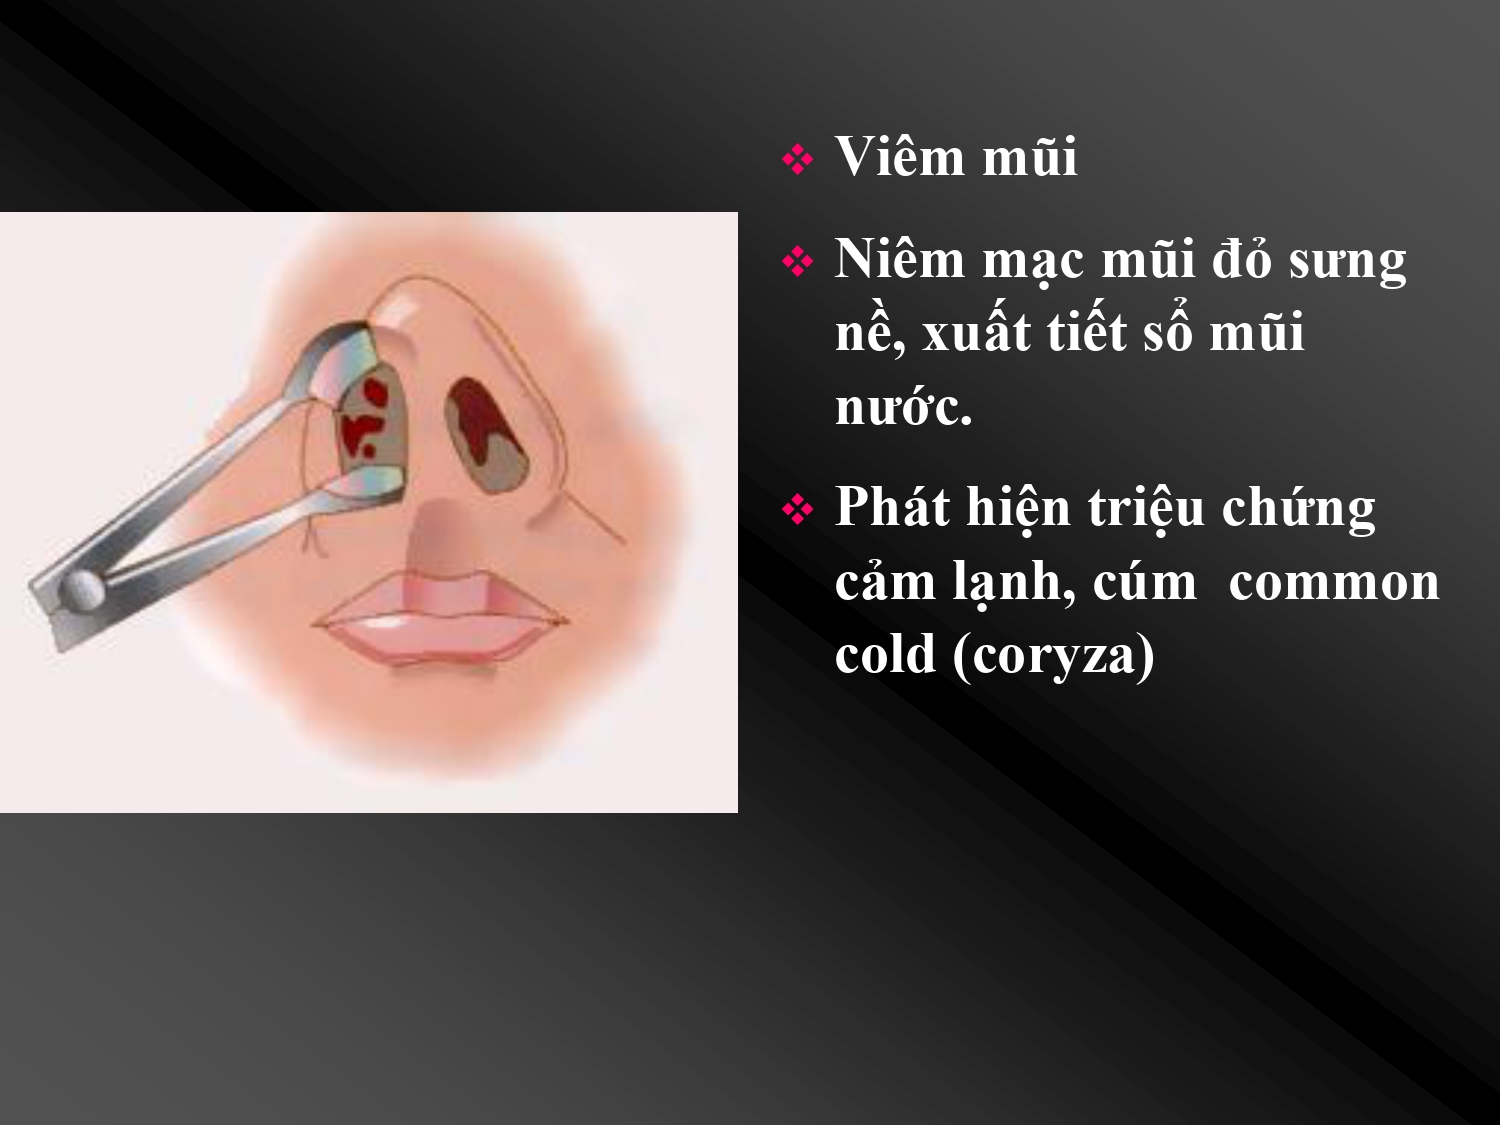 ❖ Viêm mũi
❖ Niêm mạc mũi đỏ sưng
nề, xuất tiết sổ mũi
nước.
❖ Phát hiện triệu chứng
cảm lạnh, cúm  common
cold (coryza)